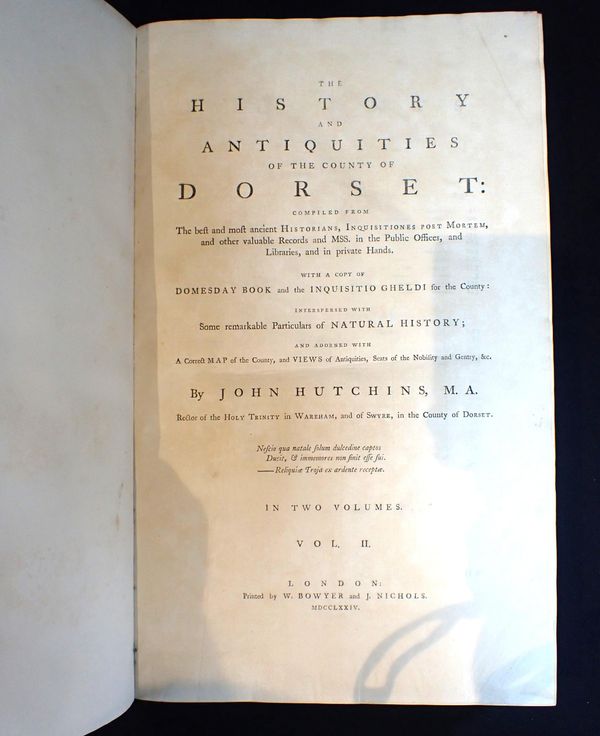 THE
HISTORY
AND
ANTIQUITIES
OF THE COUNTY OF
DORSET:
COMPILED FROM
The beſt and moſt ancient HISTORIANS, INQUISITIONES POST MORTEM,
and other valuable Records and MSS. in the Public Offices, and
Libraries, and in private Hands.
WITH A COPY OF
DOMESDAY BOOK and the INQUISITIO GHELDI for the County:
INTERSPERSED WITH
Some remarkable Particulars of NATURAL HISTORY;
AND ADORNED WITH
A Correct MAP of the County, and VIEWS of Antiquities, Seats of the Nobility and Gentry, &c.
By JOHN HUTCHINS, M. A.
Rector of the HOLY TRINITY in WAREHAM, and of SWYRE, in the County of DORSET.
Neſcio qua natale ſolum dulcedine captos
Ducit, & immemores non ſinit eſſe ſui.
—— Reliquiæ Troja ex ardente receptæ.
IN TWO VOLUMES.
VOL. II.
LONDON:
Printed by W. BOWYER and J. NICHOLS.
MDCCLXXIV.